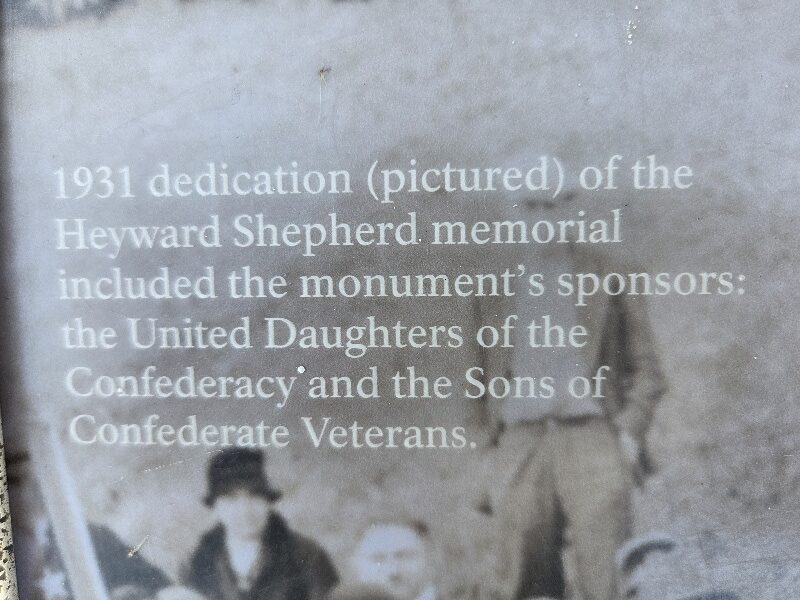 1931 dedication (pictured) of the
Heyward Shepherd memorial
included the monument's sponsors:
the United Daughters of the
Confederacy and the Sons of
Confederate Veterans.